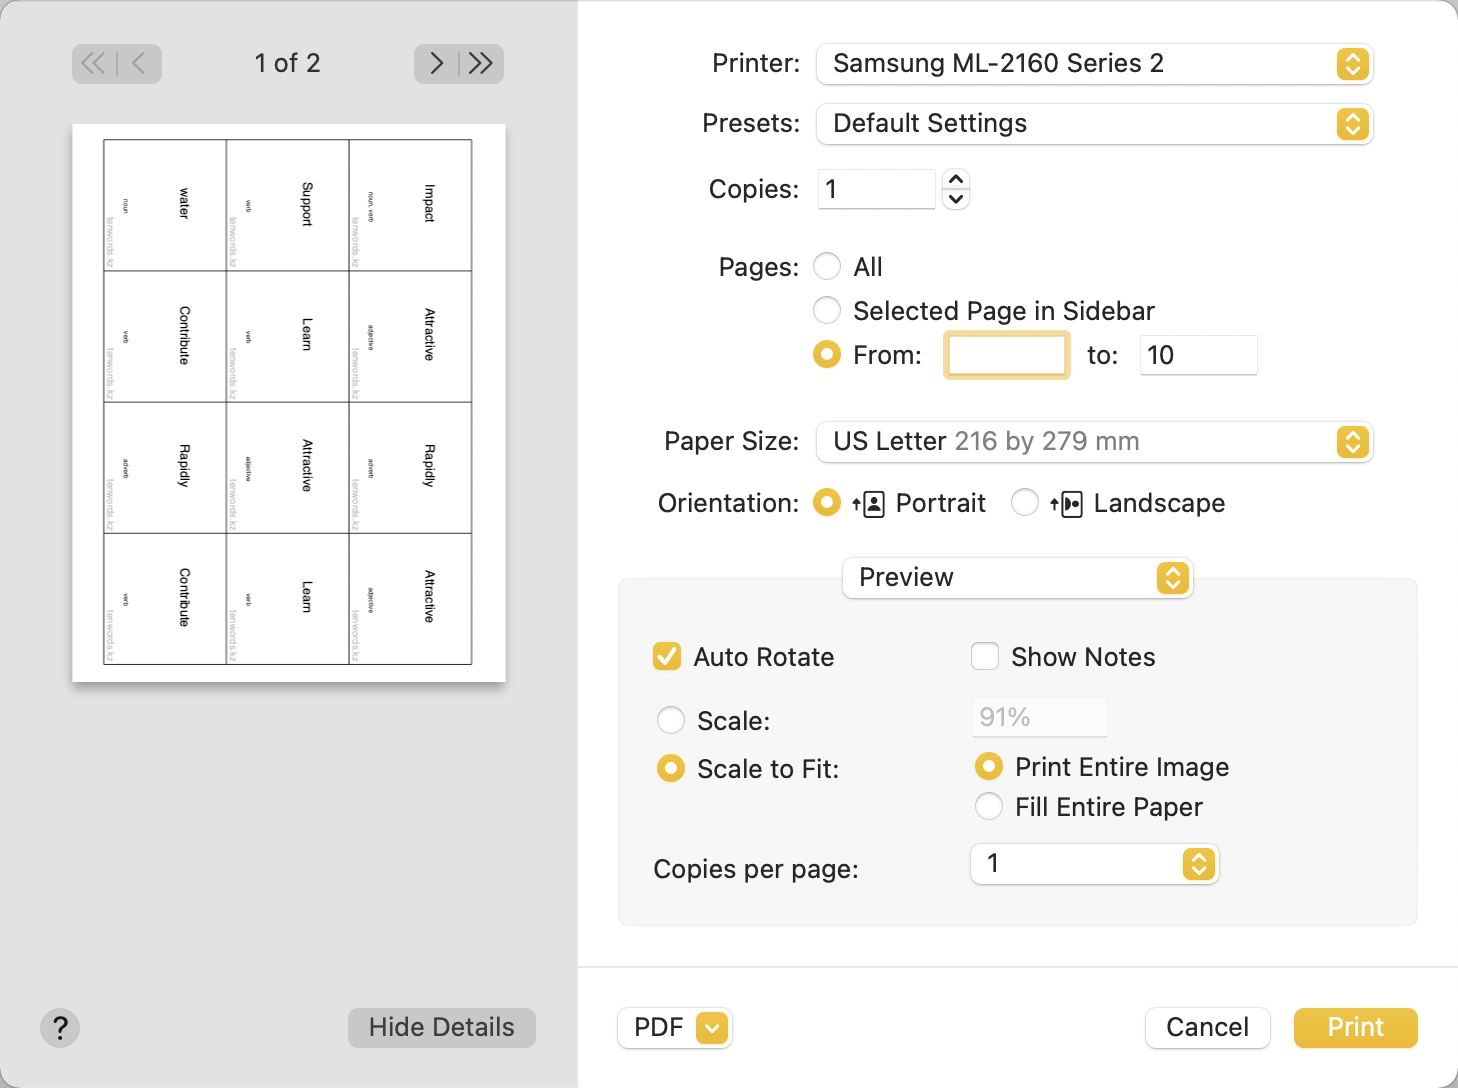 1 of 2
Impact
noun, verb
tenwords.kz
Attractive
adjective
tenwords.kz
Rapidly
adverb
tenwords.kz
Attractive
adjective
tenwords.kz
Support
verb
tenwords.kz
Learn
verb
tenwords.kz
Attractive
adjective
tenwords.kz
Learn
verb
tenwords.kz
water
noun
tenwords.kz
Contribute
verb
tenwords.kz
Rapidly
adverb
tenwords.kz
Contribute
verb
tenwords.kz
? Hide Details
Printer: Samsung ML-2160 Series 2
Presets: Default Settings
Copies: 1
Pages: All
Selected Page in Sidebar
From: to: 10
Paper Size: US Letter 216 by 279 mm
Orientation: Portrait Landscape
Preview
Auto Rotate Show Notes
Scale: 91%
Scale to Fit: Print Entire Image
Fill Entire Paper
Copies per page: 1
PDF Cancel Print